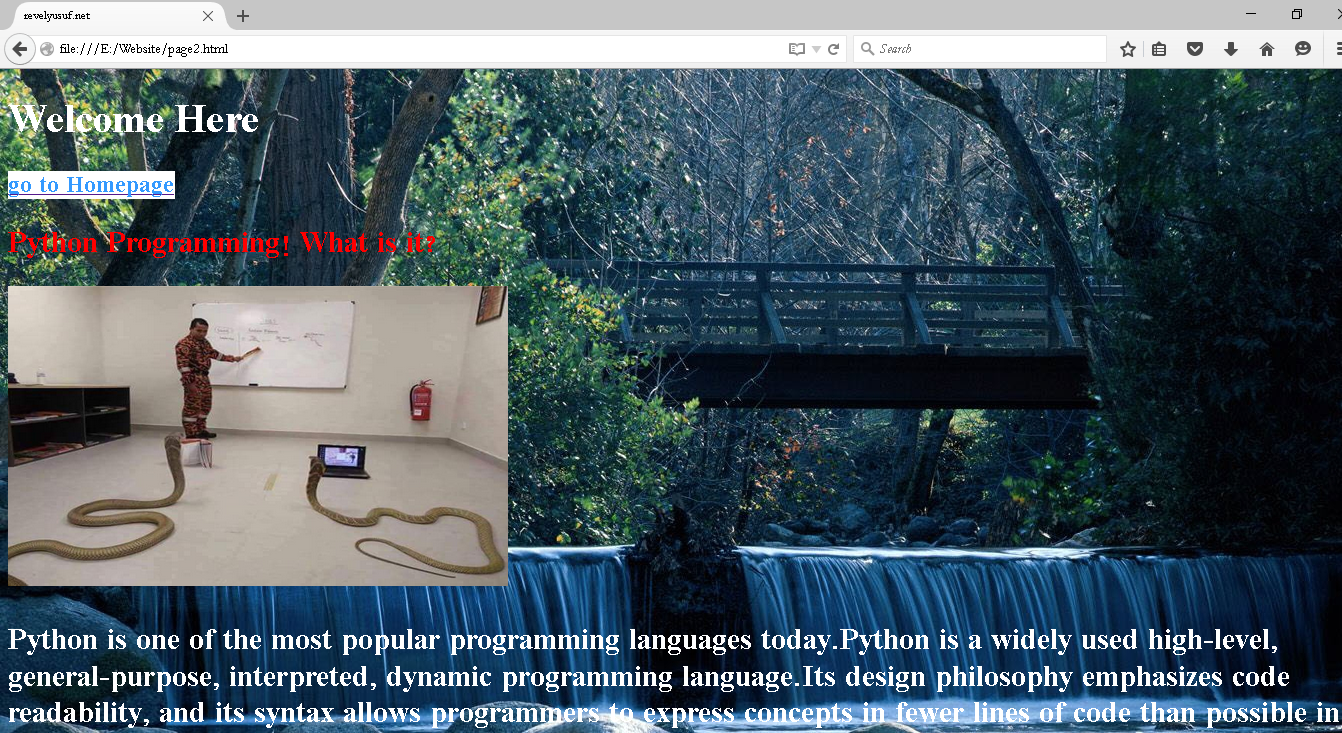 revelyusuf.net
file:///E:/Website/page2.html
Search
Welcome Here
go to Homepage
Python Programming! What is it?
Python is one of the most popular programming languages today.Python is a widely used high-level,
general-purpose, interpreted, dynamic programming language.Its design philosophy emphasizes code
readability, and its syntax allows programmers to express concepts in fewer lines of code than possible in